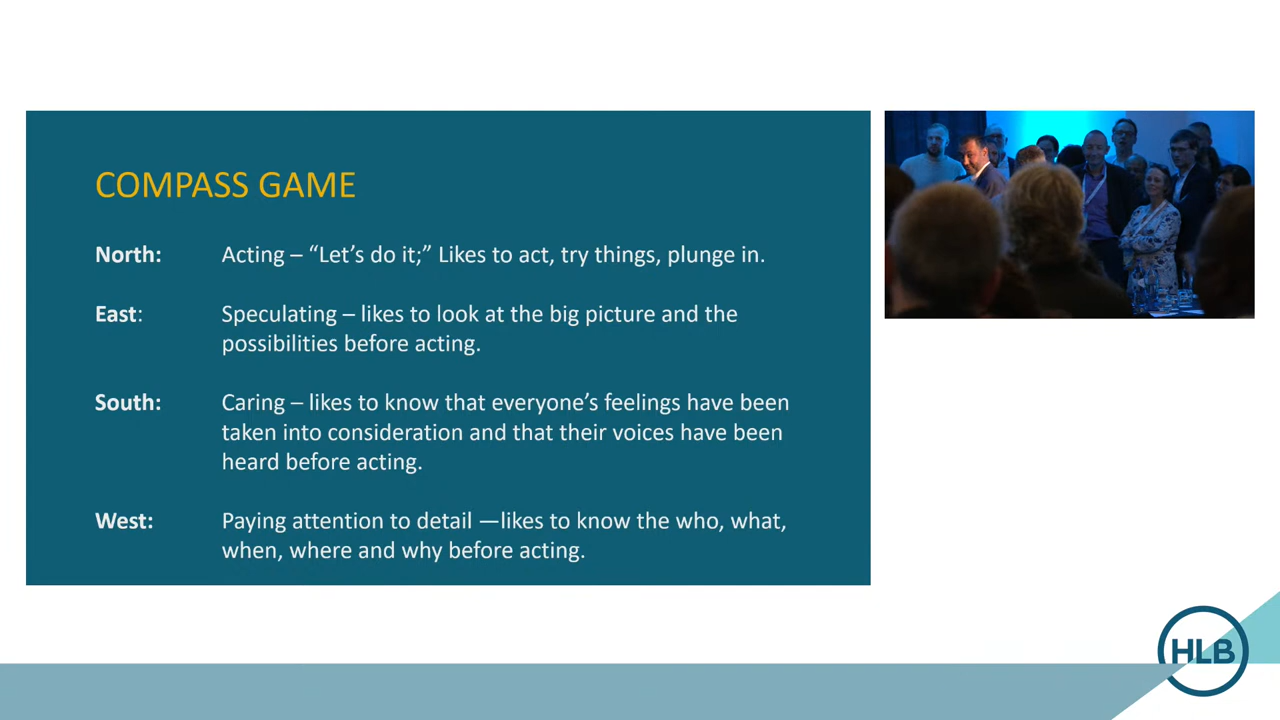 COMPASS GAME
North: Acting – “Let’s do it;” Likes to act, try things, plunge in.
East: Speculating – likes to look at the big picture and the
possibilities before acting.
South: Caring – likes to know that everyone’s feelings have been
taken into consideration and that their voices have been
heard before acting.
West: Paying attention to detail —likes to know the who, what,
when, where and why before acting.
HLB